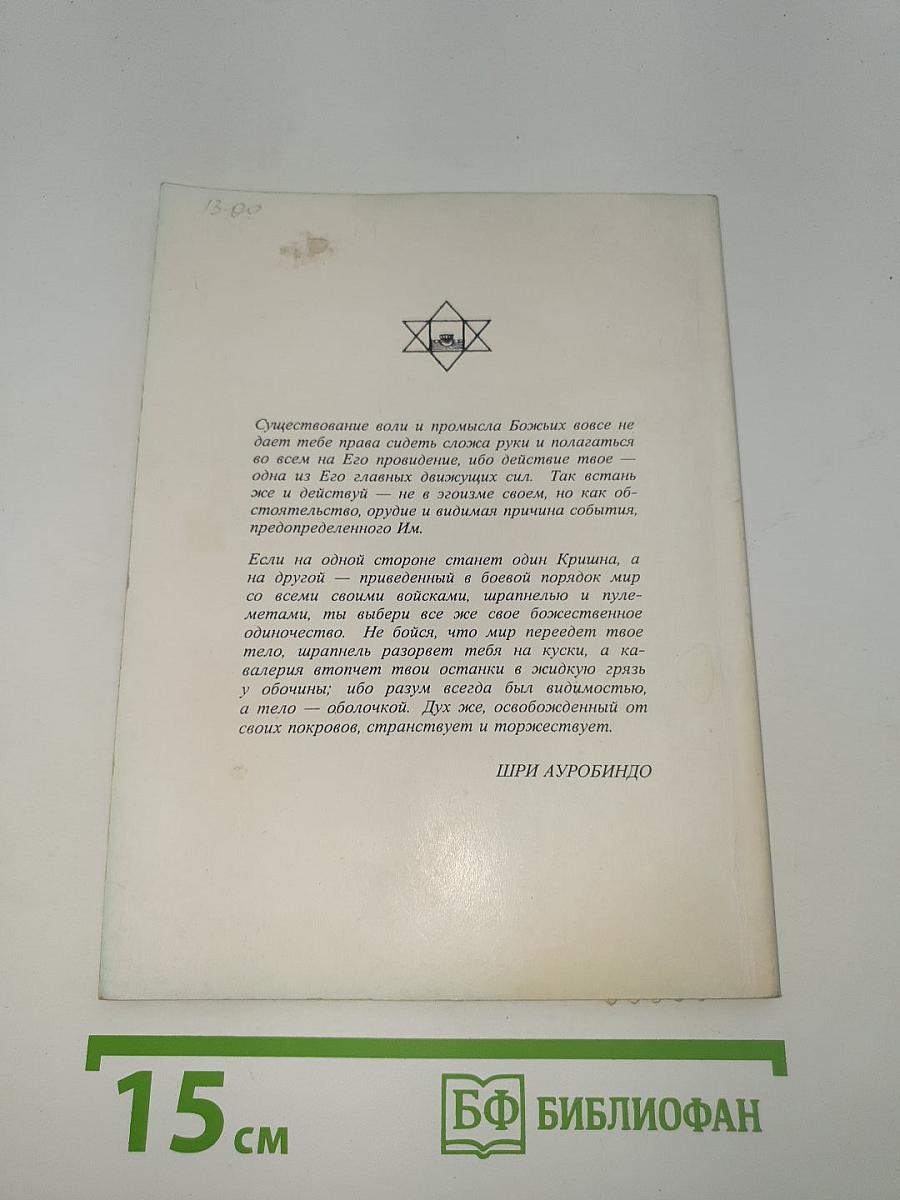 13-00
Существование воли и промысла Божьих вовсе не
дает тебе права сидеть сложа руки и полагаться
во всем на Его провидение, ибо действие твое —
одна из Его главных движущих сил. Так встань
же и действуй — не в эгоизме своем, но как об-
стоятельство, орудие и видимая причина события,
предопределенного Им.
Если на одной стороне станет один Кришна, а
на другой — приведенный в боевой порядок мир
со всеми своими войсками, шрапнелью и пуле-
метами, ты выбери все же свое божественное
одиночество. Не бойся, что мир переедет твое
тело, шрапнель разорвет тебя на куски, а ка-
валерия втопчет твои останки в жидкую грязь
у обочины; ибо разум всегда был видимостью,
а тело — оболочкой. Дух же, освобожденный от
своих покровов, странствует и торжествует.
ШРИ АУРОБИНДО
15 см
БФ БИБЛИОФАН